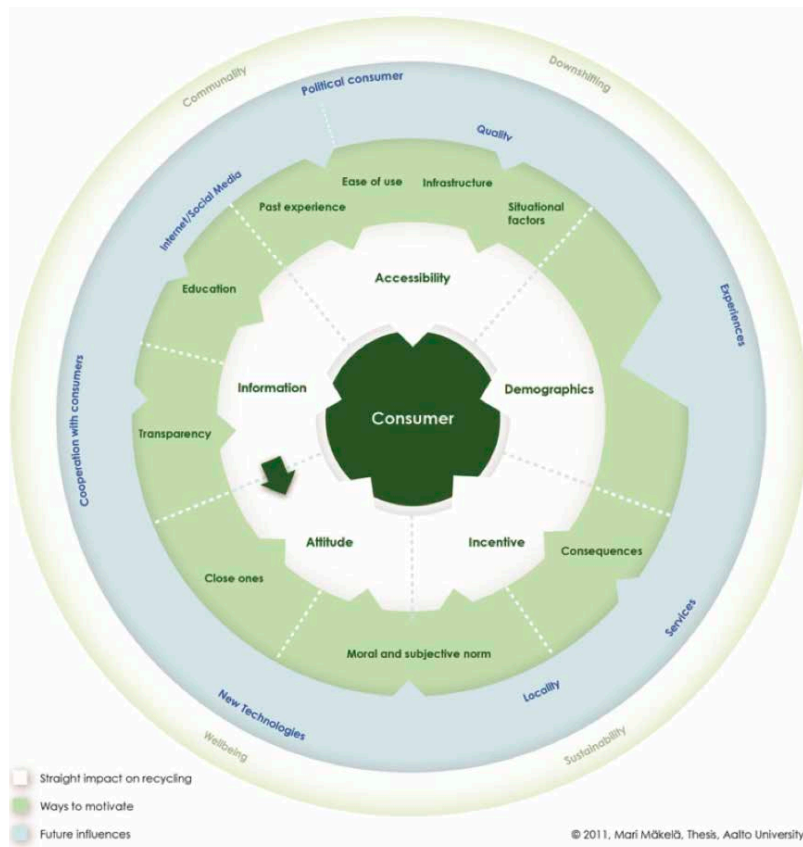 Communality
Downshifting
Political consumer
Quality
Internet/Social Media
Ease of use
Infrastructure
Past experience
Situational
factors
Education
Accessibility
Experiences
Information
Demographics
Consumer
Cooperation with consumers
Transparency
Attitude
Incentive
Consequences
Close ones
Services
Moral and subjective norm
Locality
New Technologies
Wellbeing
Sustainability
Straight impact on recycling
Ways to motivate
Future influences
© 2011, Mari Mäkelä, Thesis, Aalto University